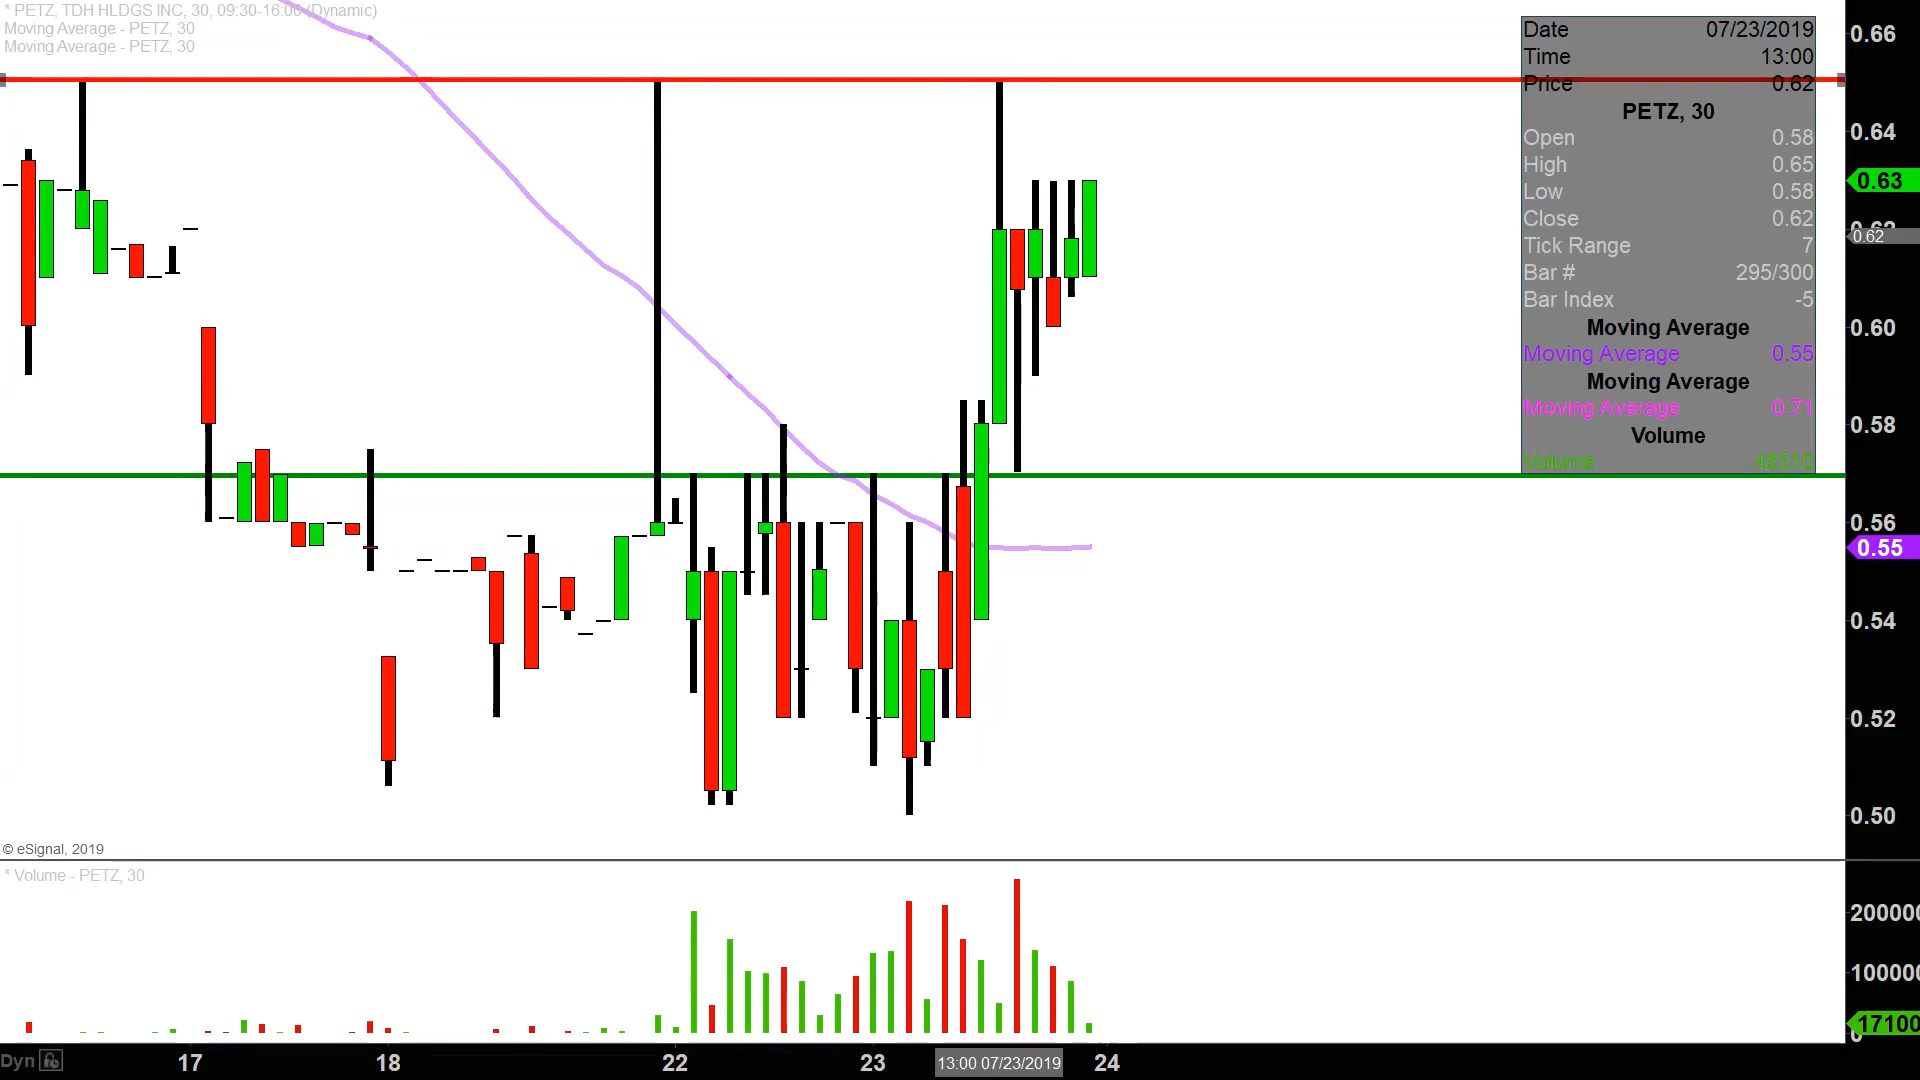 * PETZ, TDH HLDGS INC, 30, 09:30-16:00 (Dynamic)
Moving Average - PETZ, 30
Moving Average - PETZ, 30
Date 07/23/2019
Time 13:00
Price 0.62
PETZ, 30
Open 0.58
High 0.65
Low 0.58
Close 0.62
Tick Range 7
Bar # 295/300
Bar Index -5
Moving Average
Moving Average 0.55
Moving Average
Moving Average 0.71
Volume
Volume 48510
0.66
0.64
0.63
0.62
0.60
0.58
0.56
0.55
0.54
0.52
0.50
© eSignal, 2019
* Volume - PETZ, 30
200000
100000
17100
0
Dyn
17
18
22
23
13:00 07/23/2019
24